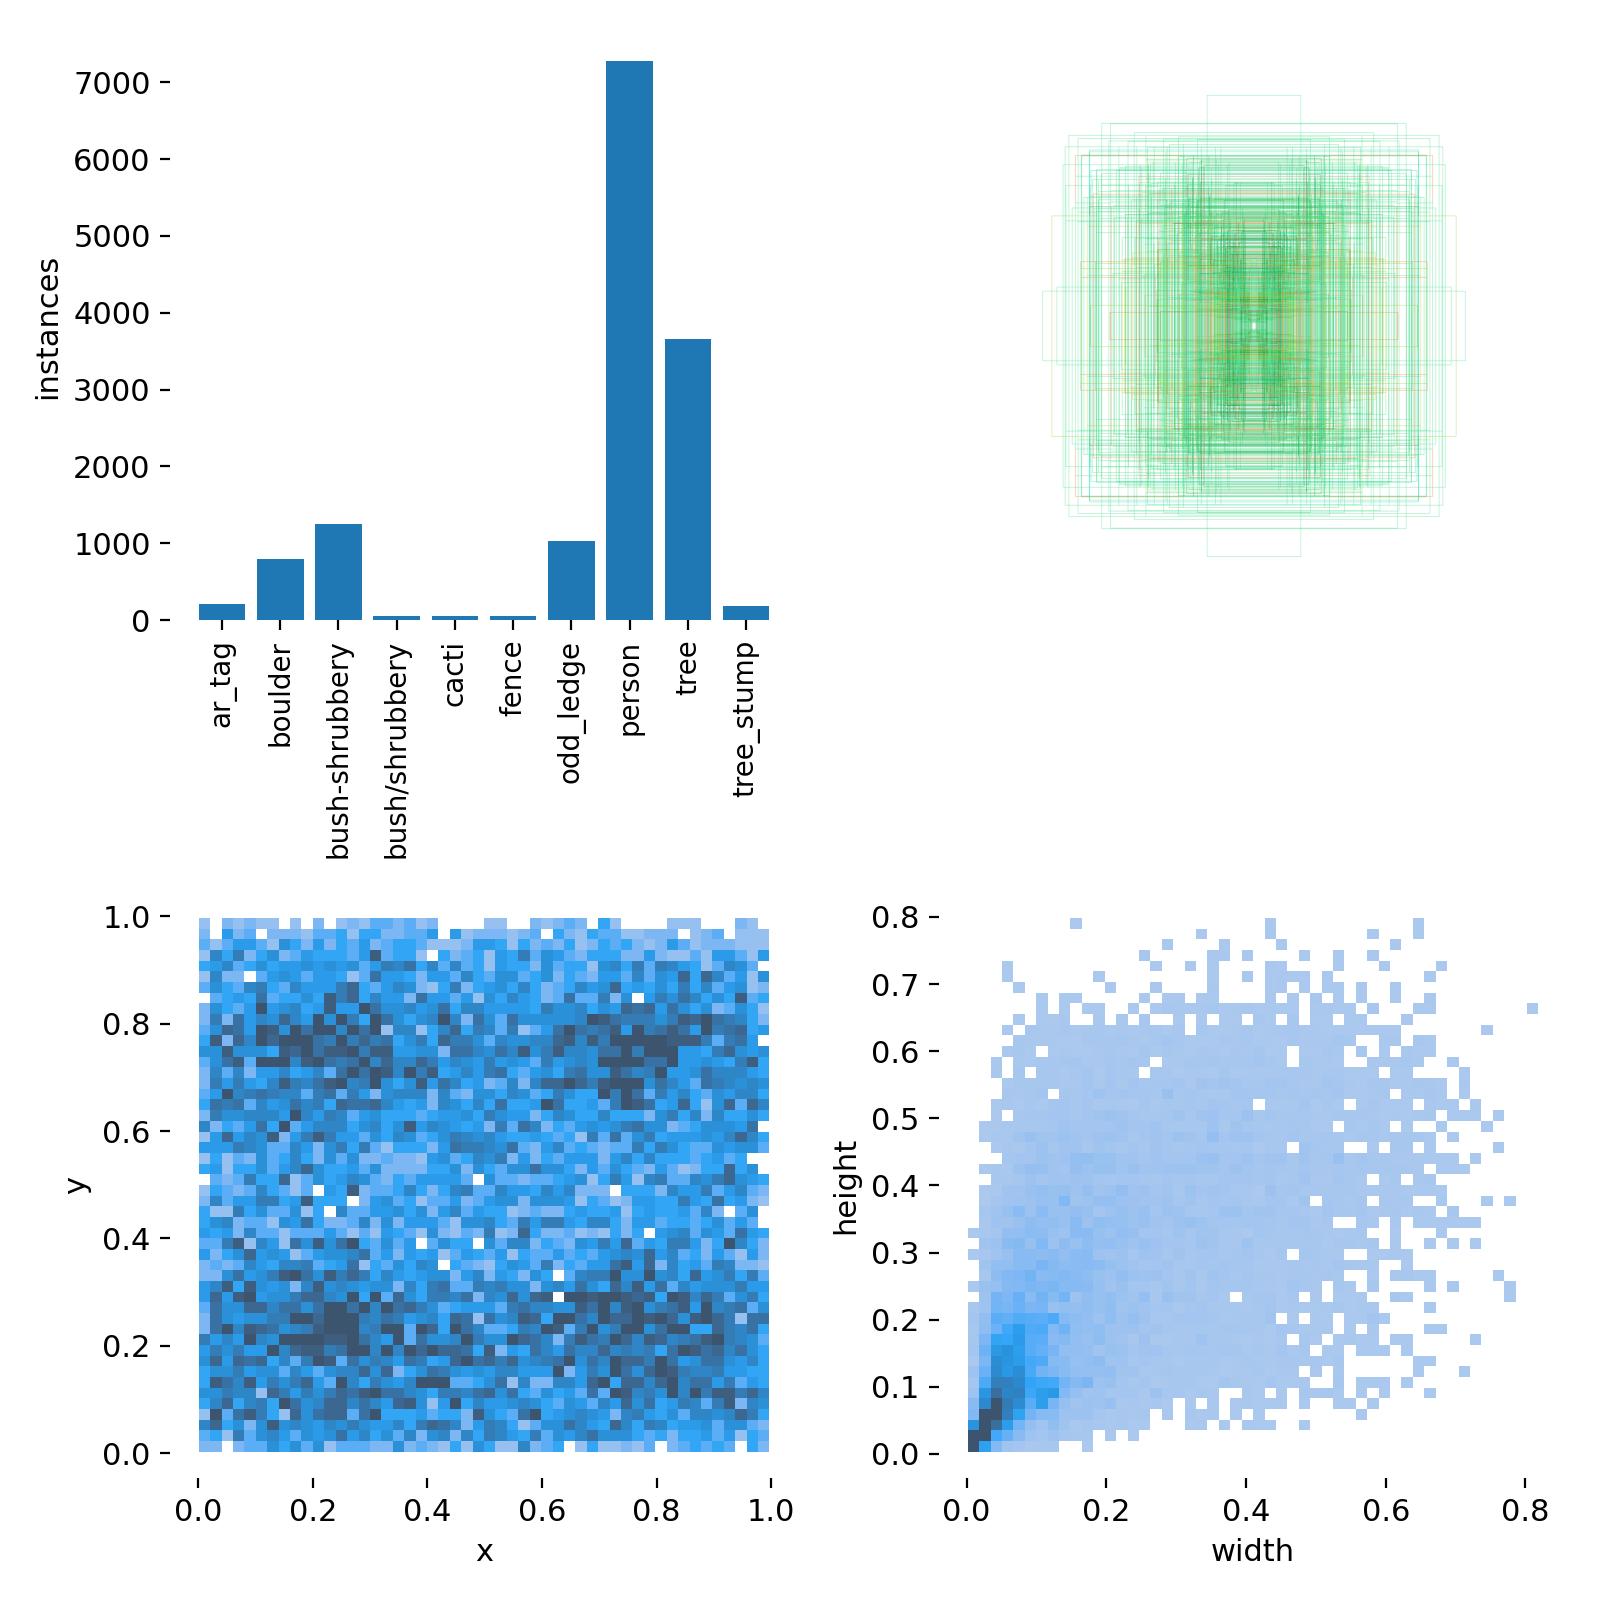 7000
6000
5000
4000
3000
2000
1000
0
instances
ar_tag
boulder
bush-shrubbery
bush/shrubbery
cacti
fence
odd_ledge
person
tree
tree_stump
1.0
0.8
0.6
0.4
0.2
0.0
y
0.0 0.2 0.4 0.6 0.8 1.0
x
0.8
0.7
0.6
0.5
0.4
0.3
0.2
0.1
0.0
height
0.0 0.2 0.4 0.6 0.8
width